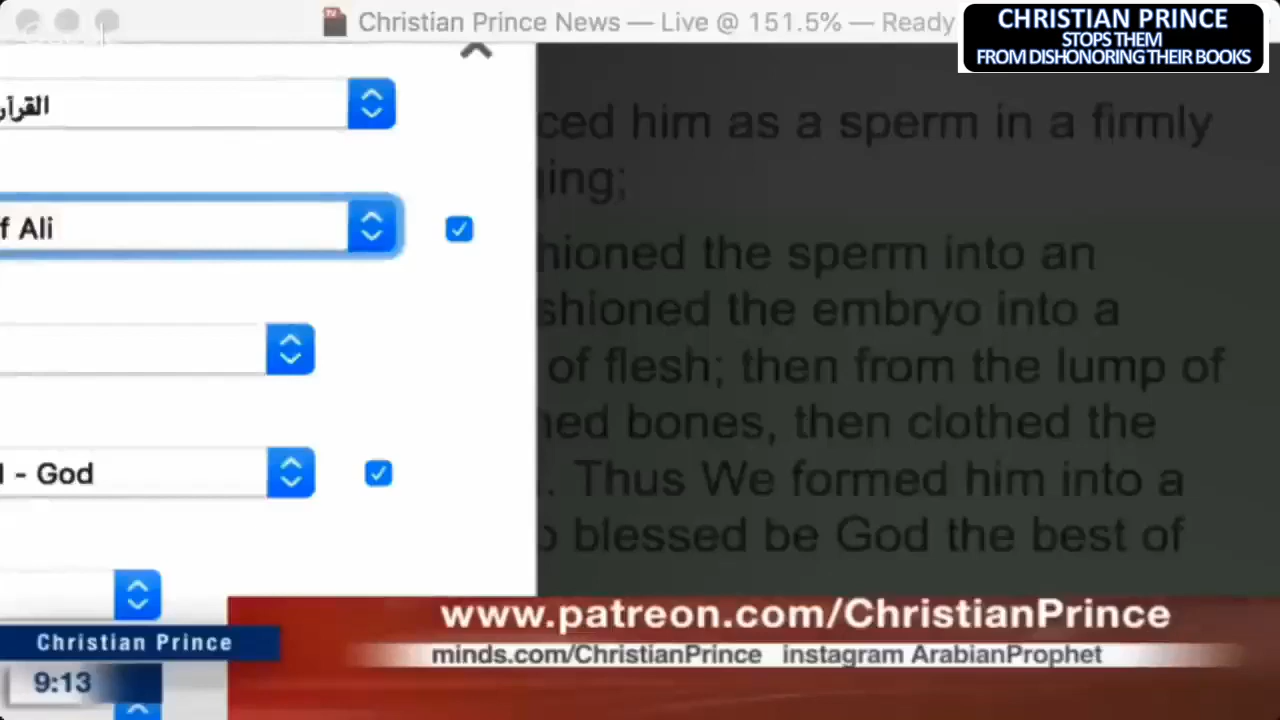 Christian Prince News — Live @ 151.5% — Ready
CHRISTIAN PRINCE
STOPS THEM
FROM DISHONORING THEIR BOOKS
القرآن
ced him as a sperm in a firmly
ging;
f Ali
hioned the sperm into an
shioned the embryo into a
of flesh; then from the lump of
ned bones, then clothed the
- God
. Thus We formed him into a
o blessed be God the best of
www.patreon.com/ChristianPrince
Christian Prince
minds.com/ChristianPrince instagram ArabianProphet
9:13